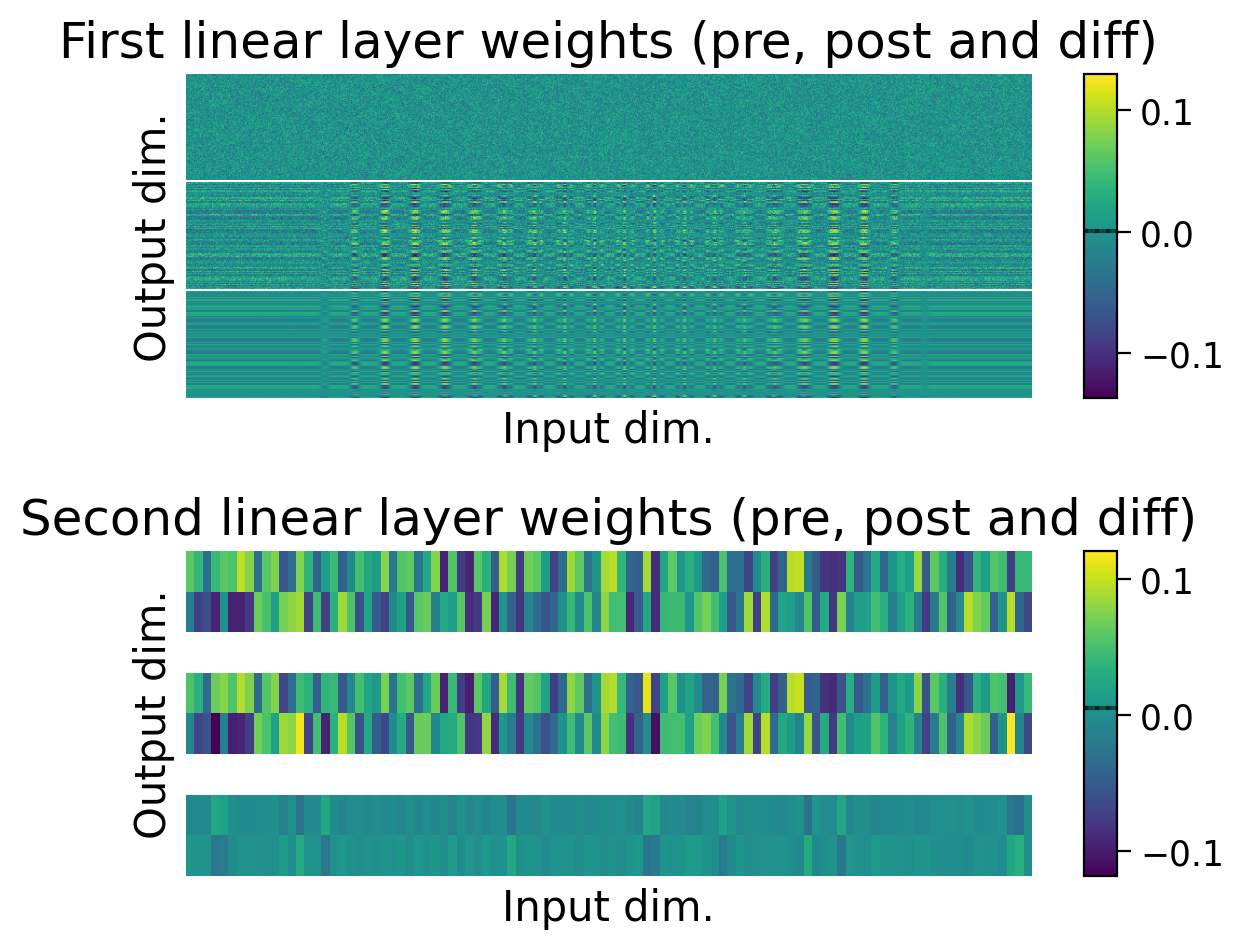 First linear layer weights (pre, post and diff)
Output dim.
0.1
0.0
−0.1
Input dim.
Second linear layer weights (pre, post and diff)
Output dim.
0.1
0.0
−0.1
Input dim.